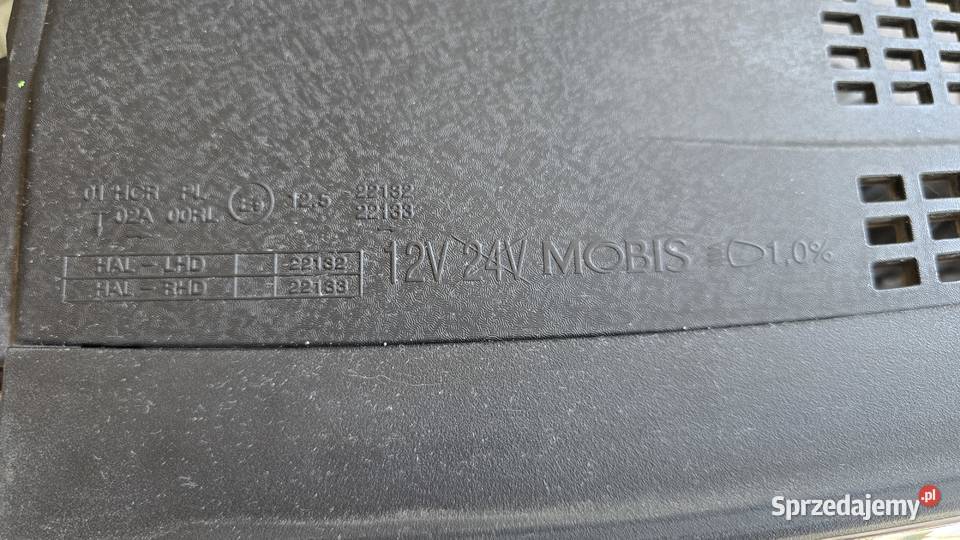 01 HCR PL 12.5 22132
T 02A 00RL 22133
HAL-LHD 22132
HAL-RHD 22133
12V 24V MOBIS 1,0%
Sprzedajemy.pl